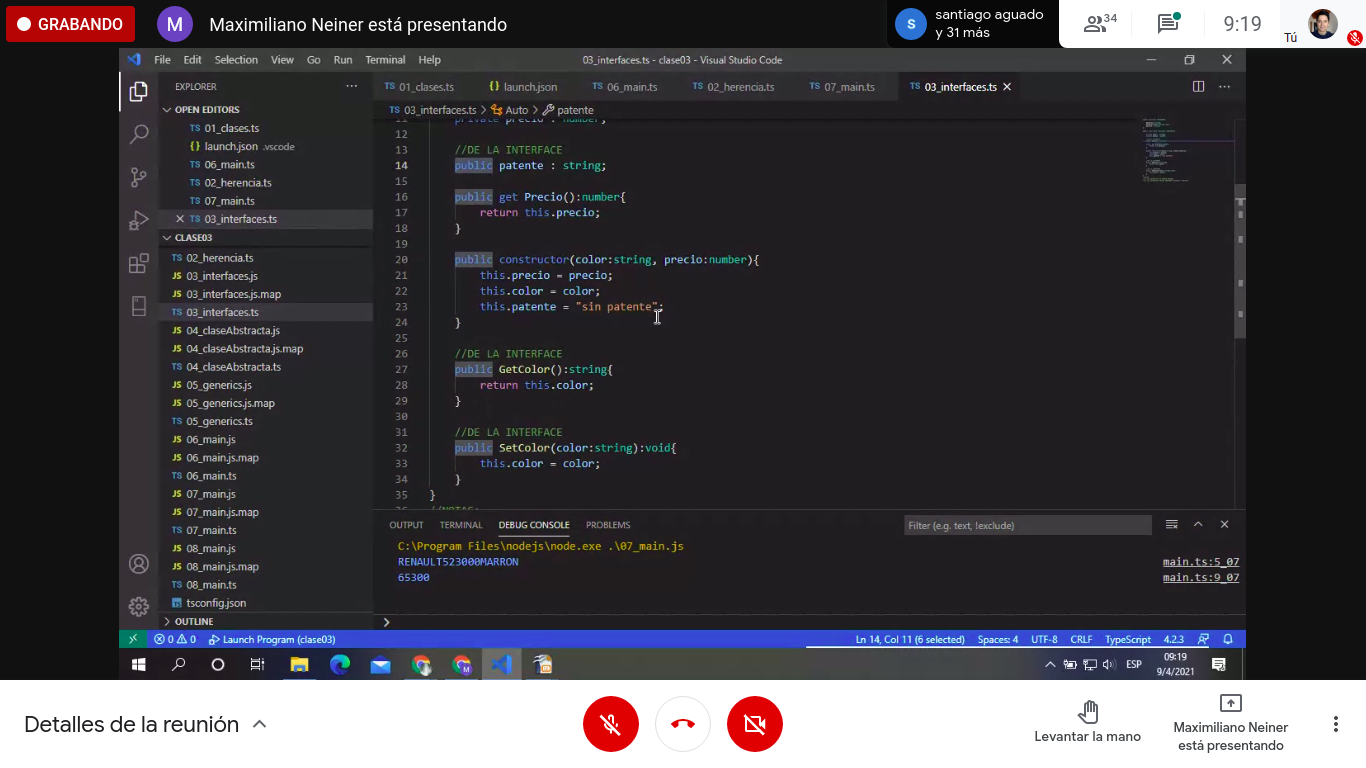 GRABANDO
M
Maximiliano Neiner está presentando
S
santiago aguado
y 31 más
34
9:19
Tú
File Edit Selection View Go Run Terminal Help
03_interfaces.ts - clase03 - Visual Studio Code
EXPLORER
TS 01_clases.ts
{} launch.json
TS 06_main.ts
TS 02_herencia.ts
TS 07_main.ts
TS 03_interfaces.ts
TS 03_interfaces.ts > Auto > patente
OPEN EDITORS
TS 01_clases.ts
{} launch.json .vscode
TS 06_main.ts
TS 02_herencia.ts
TS 07_main.ts
TS 03_interfaces.ts
CLASE03
TS 02_herencia.ts
JS 03_interfaces.js
JS 03_interfaces.js.map
TS 03_interfaces.ts
JS 04_claseAbstracta.js
JS 04_claseAbstracta.js.map
TS 04_claseAbstracta.ts
JS 05_generics.js
JS 05_generics.js.map
TS 05_generics.ts
JS 06_main.js
JS 06_main.js.map
TS 06_main.ts
JS 07_main.js
JS 07_main.js.map
TS 07_main.ts
JS 08_main.js
JS 08_main.js.map
TS 08_main.ts
tsconfig.json
OUTLINE
11 private precio : number;
12
13 //DE LA INTERFACE
14 public patente : string;
15
16 public get Precio():number{
17 return this.precio;
18 }
19
20 public constructor(color:string, precio:number){
21 this.precio = precio;
22 this.color = color;
23 this.patente = "sin patente";
24 }
25
26 //DE LA INTERFACE
27 public GetColor():string{
28 return this.color;
29 }
30
31 //DE LA INTERFACE
32 public SetColor(color:string):void{
33 this.color = color;
34 }
35 }
36 //NOTAS:
OUTPUT TERMINAL DEBUG CONSOLE PROBLEMS
Filter (e.g. text, !exclude)
C:\Program Files\nodejs\node.exe .\07_main.js
RENAULT523000MARRON main.ts:5_07
65300 main.ts:9_07
0 0 Launch Program (clase03)
Ln 14, Col 11 (6 selected) Spaces: 4 UTF-8 CRLF TypeScript 4.2.3
M
ESP
09:19
9/4/2021
Detalles de la reunión
Levantar la mano
Maximiliano Neiner
está presentando